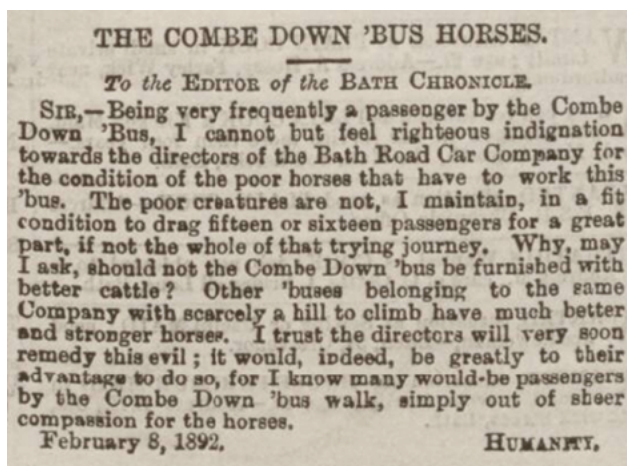 THE COMBE DOWN 'BUS HORSES.
To the EDITOR of the BATH CHRONICLE.
SIR,—Being very frequently a passenger by the Combe
Down 'Bus, I cannot but feel righteous indignation
towards the directors of the Bath Road Car Company for
the condition of the poor horses that have to work this
'bus. The poor creatures are not, I maintain, in a fit
condition to drag fifteen or sixteen passengers for a great
part, if not the whole of that trying journey. Why, may
I ask, should not the Combe Down 'bus be furnished with
better cattle? Other 'buses belonging to the same
Company with scarcely a hill to climb have much better
and stronger horses. I trust the directors will very soon
remedy this evil; it would, indeed, be greatly to their
advantage to do so, for I know many would-be passengers
by the Combe Down 'bus walk, simply out of sheer
compassion for the horses.
February 8, 1892. HUMANITY.